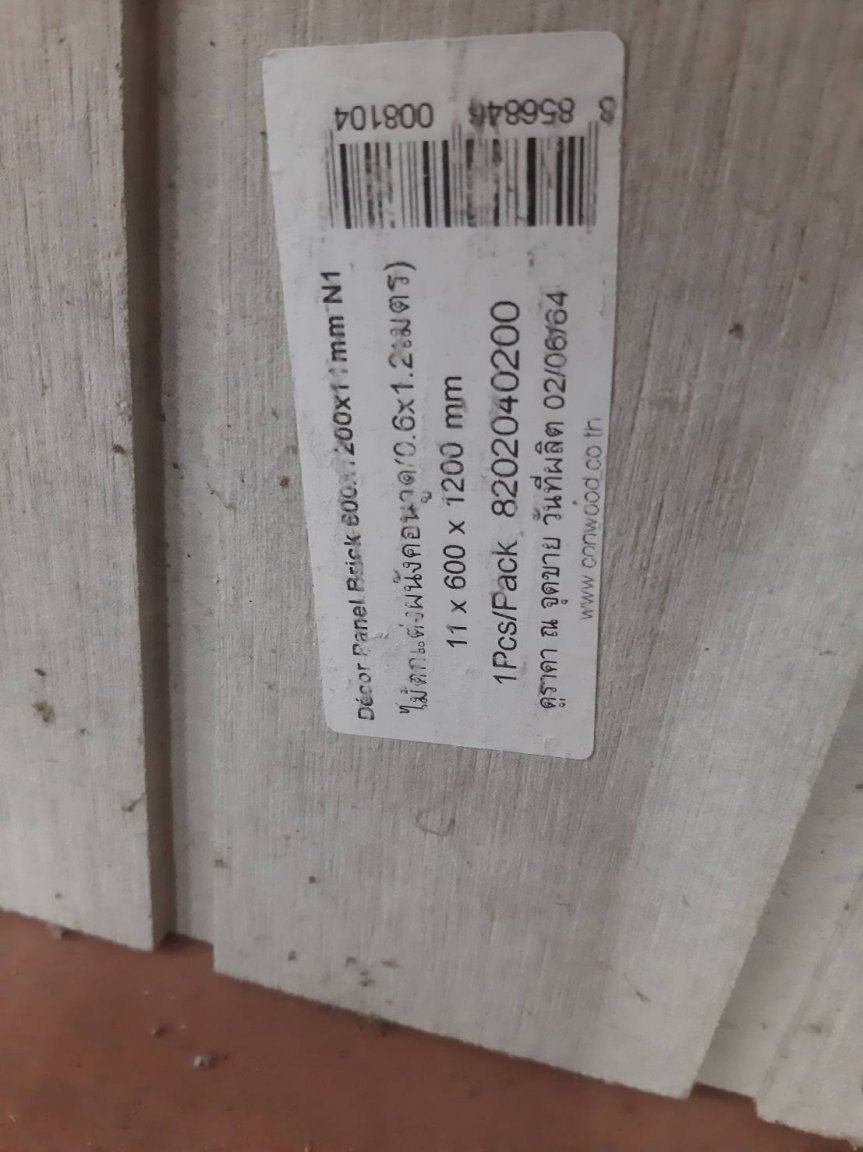 Décor Panel Brick 600x1200x11mm N1
ไม้ตกแต่งผนังคอนวูด/0.6x1.2เมตร)
11 x 600 x 1200 mm
1Pcs/Pack 8202040200
ดูราคา ณ จุดขาย วันที่ผลิต 02/06/64
www.conwood.co.th
8 856846 008104